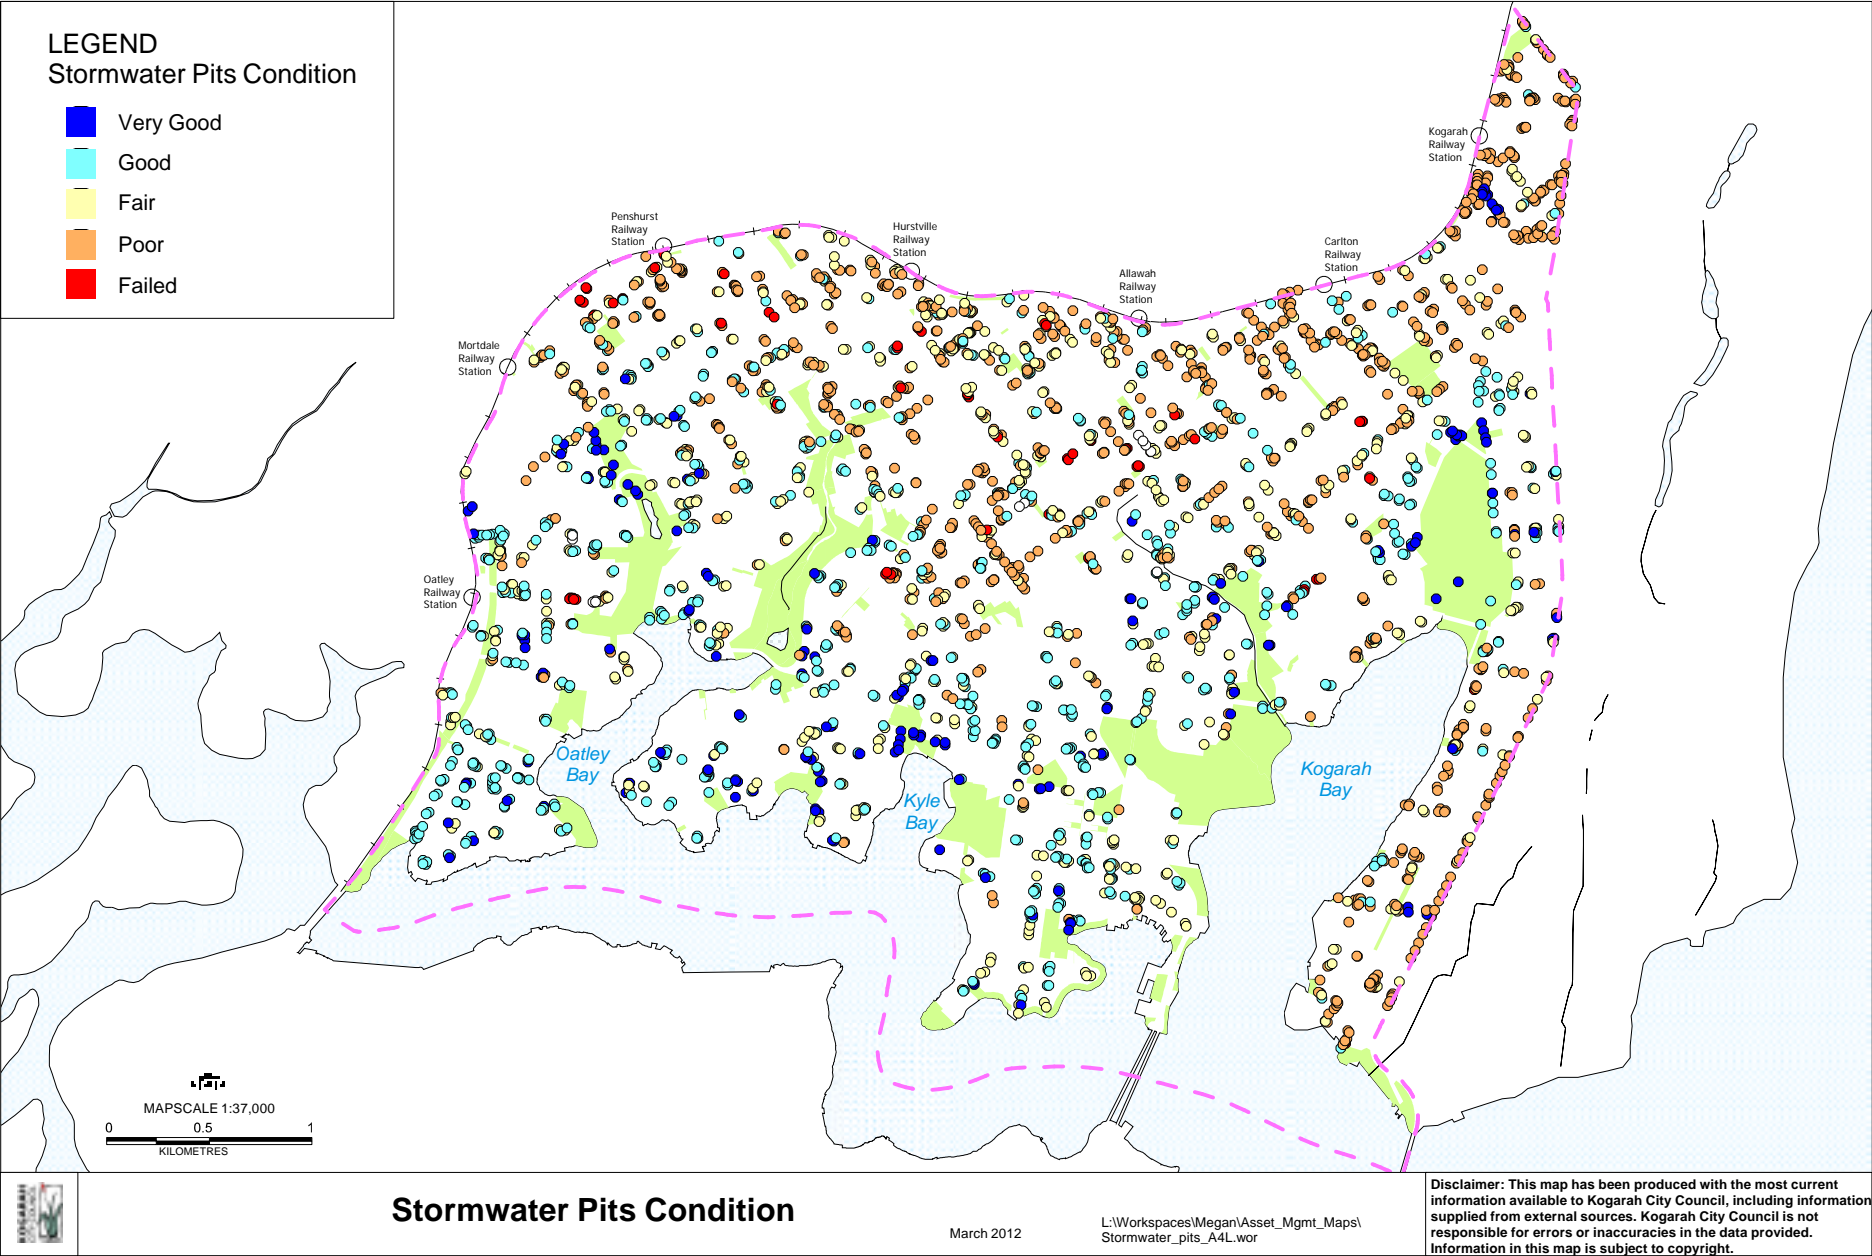 LEGEND
Stormwater Pits Condition
Very Good
Good
Fair
Poor
Failed
Kogarah
Railway
Station
Penshurst
Railway
Station
Hurstville
Railway
Station
Carlton
Railway
Station
Allawah
Railway
Station
Mortdale
Railway
Station
Oatley
Railway
Station
Oatley
Bay
Kyle
Bay
Kogarah
Bay
MAPSCALE 1:37,000
0 0.5 1
KILOMETRES
KOGARAH
Stormwater Pits Condition
March 2012
L:\Workspaces\Megan\Asset_Mgmt_Maps\
Stormwater_pits_A4L.wor
Disclaimer: This map has been produced with the most current
information available to Kogarah City Council, including information
supplied from external sources. Kogarah City Council is not
responsible for errors or inaccuracies in the data provided.
Information in this map is subject to copyright.